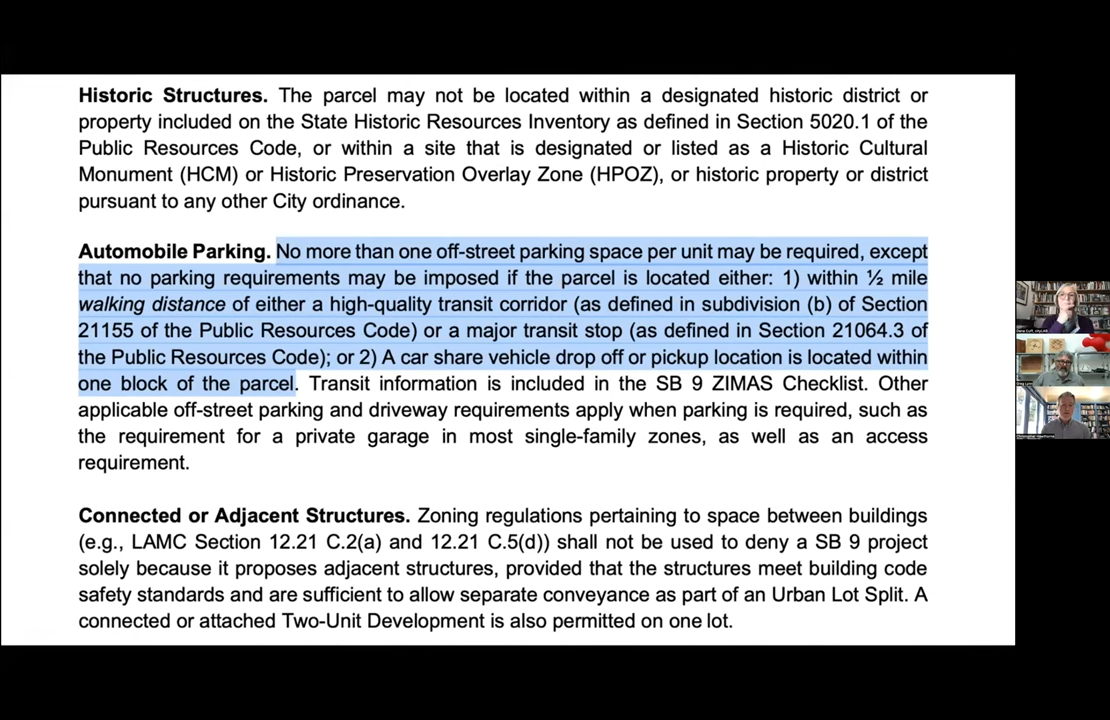 Historic Structures. The parcel may not be located within a designated historic district or
property included on the State Historic Resources Inventory as defined in Section 5020.1 of the
Public Resources Code, or within a site that is designated or listed as a Historic Cultural
Monument (HCM) or Historic Preservation Overlay Zone (HPOZ), or historic property or district
pursuant to any other City ordinance.
Automobile Parking. No more than one off-street parking space per unit may be required, except
that no parking requirements may be imposed if the parcel is located either: 1) within ½ mile
walking distance of either a high-quality transit corridor (as defined in subdivision (b) of Section
21155 of the Public Resources Code) or a major transit stop (as defined in Section 21064.3 of
the Public Resources Code); or 2) A car share vehicle drop off or pickup location is located within
one block of the parcel. Transit information is included in the SB 9 ZIMAS Checklist. Other
applicable off-street parking and driveway requirements apply when parking is required, such as
the requirement for a private garage in most single-family zones, as well as an access
requirement.
Connected or Adjacent Structures. Zoning regulations pertaining to space between buildings
(e.g., LAMC Section 12.21 C.2(a) and 12.21 C.5(d)) shall not be used to deny a SB 9 project
solely because it proposes adjacent structures, provided that the structures meet building code
safety standards and are sufficient to allow separate conveyance as part of an Urban Lot Split. A
connected or attached Two-Unit Development is also permitted on one lot.